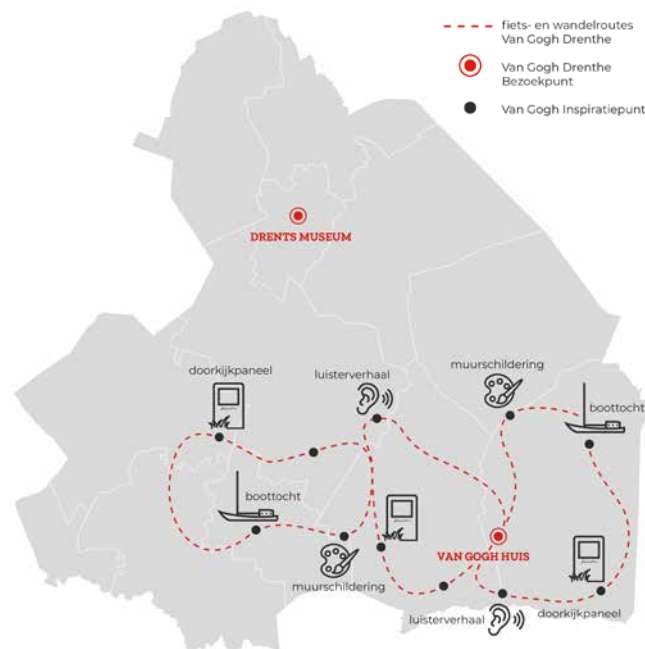 fiets- en wandelroutes
Van Gogh Drenthe
Van Gogh Drenthe
Bezoekpunt
Van Gogh Inspiratiepunt
DRENTS MUSEUM
doorkijkpaneel
luisterverhaal
muurschildering
boottocht
boottocht
VAN GOGH HUIS
muurschildering
luisterverhaal
doorkijkpaneel